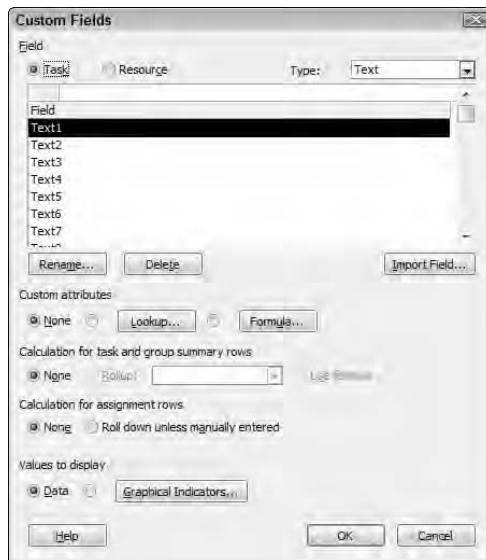 Custom Fields
Field
Task Resource Type: Text
Field
Text1
Text2
Text3
Text4
Text5
Text6
Text7
Rename... Delete Import Field...
Custom attributes
None Lookup... Formula...
Calculation for task and group summary rows
None Rollup: Use formula
Calculation for assignment rows
None Roll down unless manually entered
Values to display
Data Graphical Indicators...
Help OK Cancel